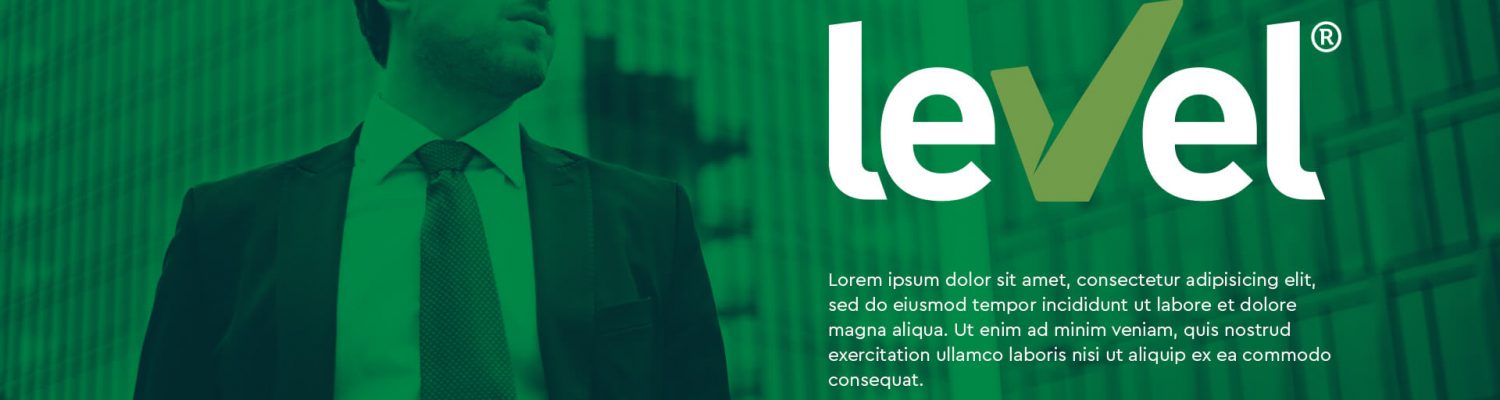 level®
Lorem ipsum dolor sit amet, consectetur adipisicing elit,
sed do eiusmod tempor incididunt ut labore et dolore
magna aliqua. Ut enim ad minim veniam, quis nostrud
exercitation ullamco laboris nisi ut aliquip ex ea commodo
consequat.